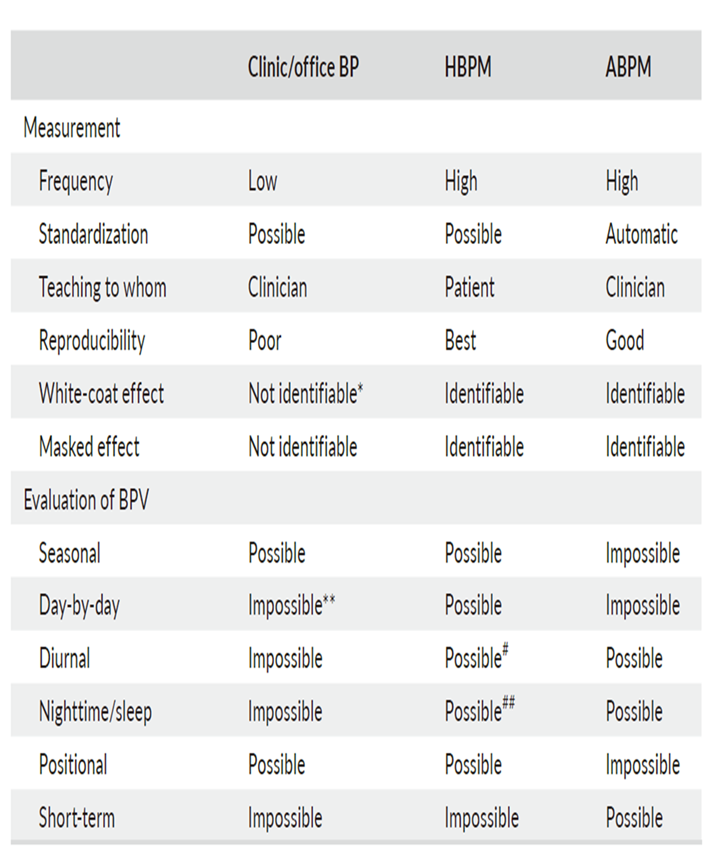 Clinic/office BP HBPM ABPM
Measurement
Frequency Low High High
Standardization Possible Possible Automatic
Teaching to whom Clinician Patient Clinician
Reproducibility Poor Best Good
White-coat effect Not identifiable* Identifiable Identifiable
Masked effect Not identifiable Identifiable Identifiable
Evaluation of BPV
Seasonal Possible Possible Impossible
Day-by-day Impossible** Possible Impossible
Diurnal Impossible Possible# Possible
Nighttime/sleep Impossible Possible## Possible
Positional Possible Possible Impossible
Short-term Impossible Impossible Possible